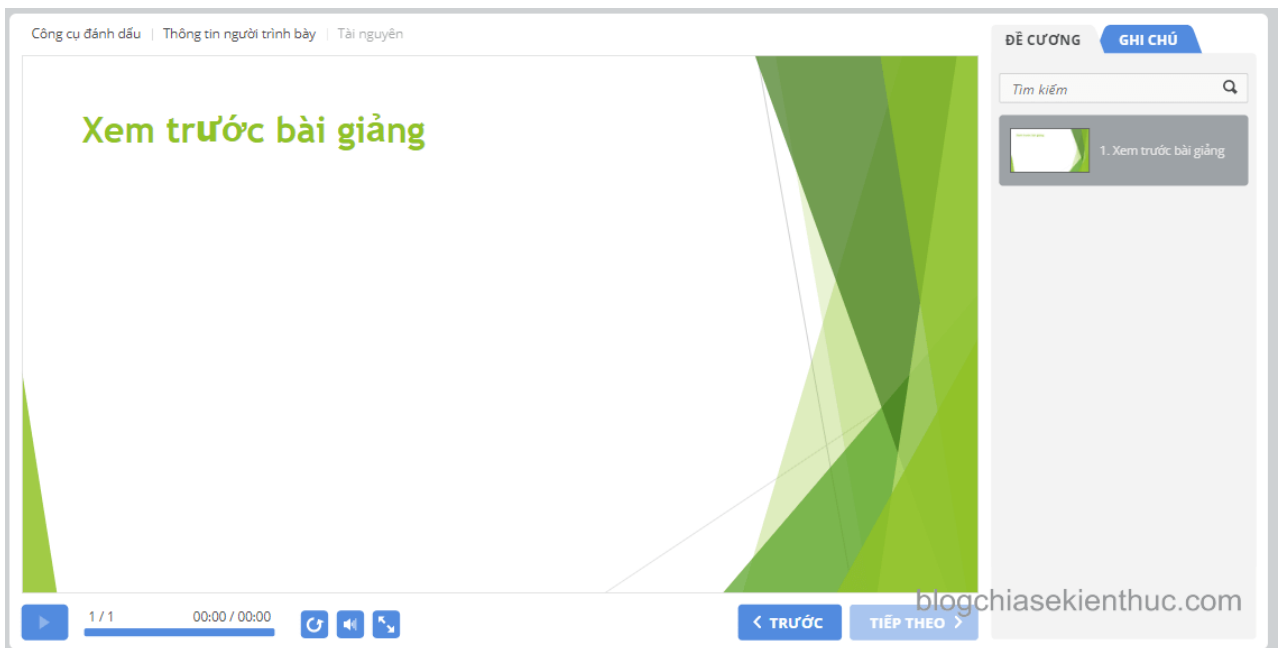 Công cụ đánh dấu | Thông tin người trình bày | Tài nguyên
ĐỀ CƯƠNG GHI CHÚ
Tìm kiếm
Xem trước bài giảng
1. Xem trước bài giảng
1 / 1 00:00 / 00:00
TRƯỚC TIẾP THEO
blogchiasekienthuc.com